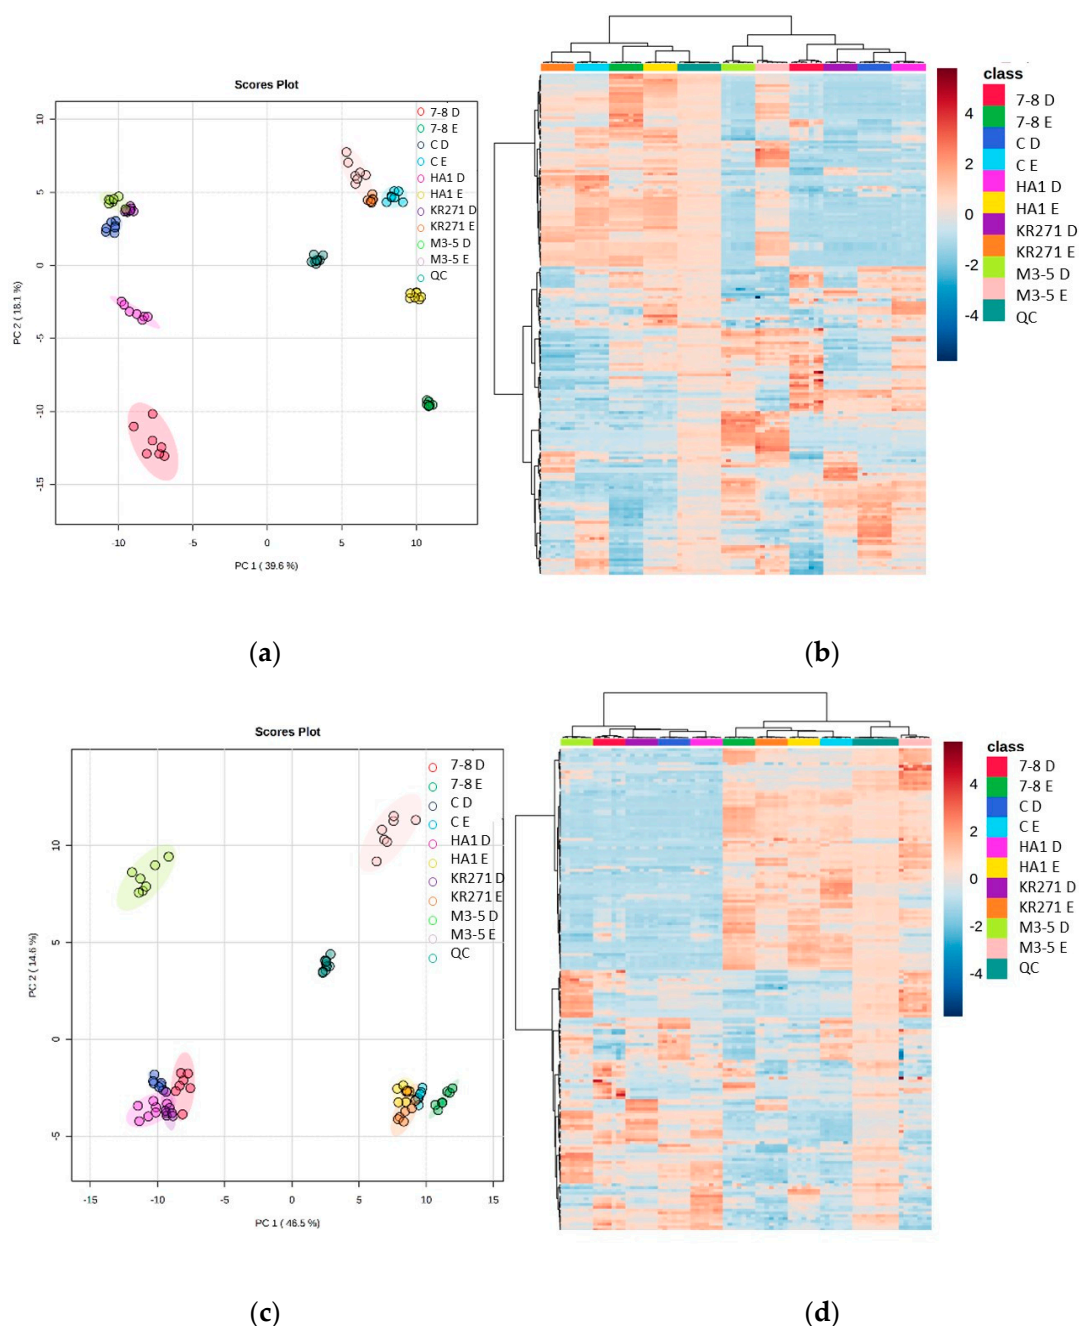 Scores Plot
10
5
0
-5
-10
-15
PC 2 ( 18.1 %)
-10
-5
0
5
10
PC 1 ( 39.6 %)
7-8 D
7-8 E
C D
C E
HA1 D
HA1 E
KR271 D
KR271 E
M3-5 D
M3-5 E
QC
4
2
0
-2
-4
class
7-8 D
7-8 E
C D
C E
HA1 D
HA1 E
KR271 D
KR271 E
M3-5 D
M3-5 E
QC
(a)
(b)
Scores Plot
10
5
0
-5
PC 2 ( 14.6 %)
-15
-10
-5
0
5
10
15
PC 1 ( 46.5 %)
7-8 D
7-8 E
C D
C E
HA1 D
HA1 E
KR271 D
KR271 E
M3-5 D
M3-5 E
QC
4
2
0
-2
-4
class
7-8 D
7-8 E
C D
C E
HA1 D
HA1 E
KR271 D
KR271 E
M3-5 D
M3-5 E
QC
(c)
(d)